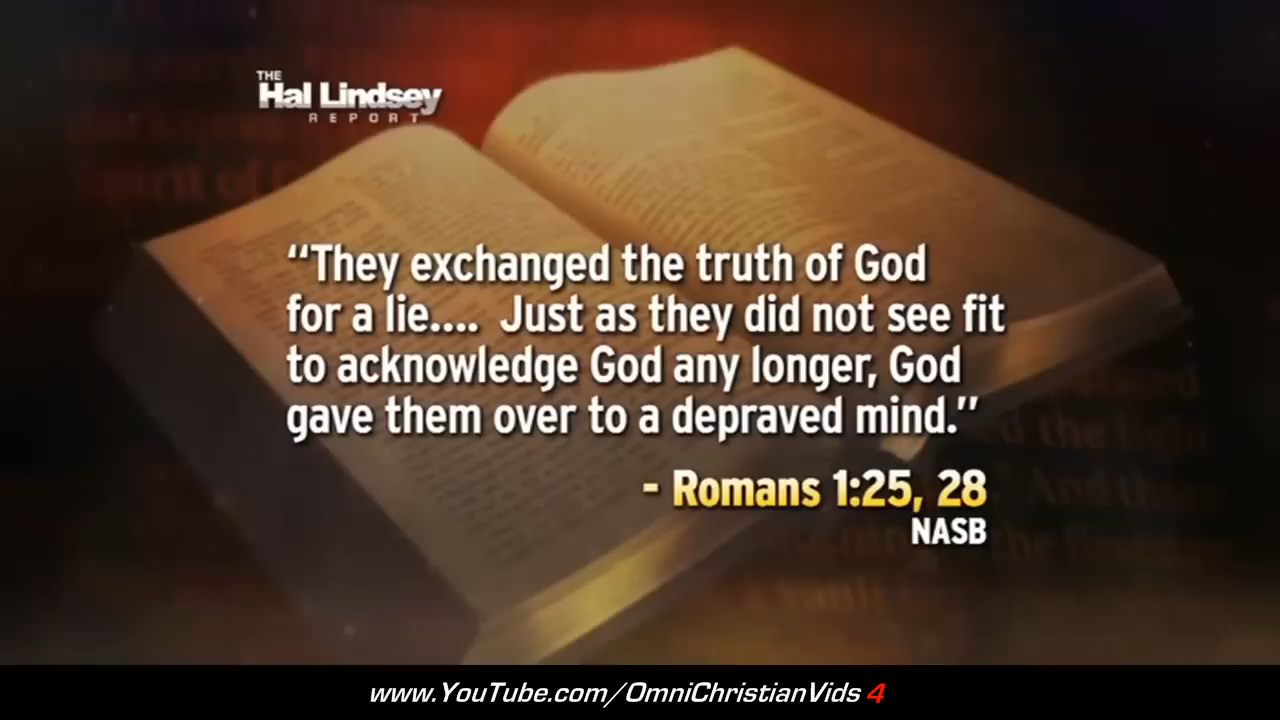 THE
Hal Lindsey
REPORT
“They exchanged the truth of God
for a lie.... Just as they did not see fit
to acknowledge God any longer, God
gave them over to a depraved mind.”
- Romans 1:25, 28
NASB
www.YouTube.com/OmniChristianVids 4